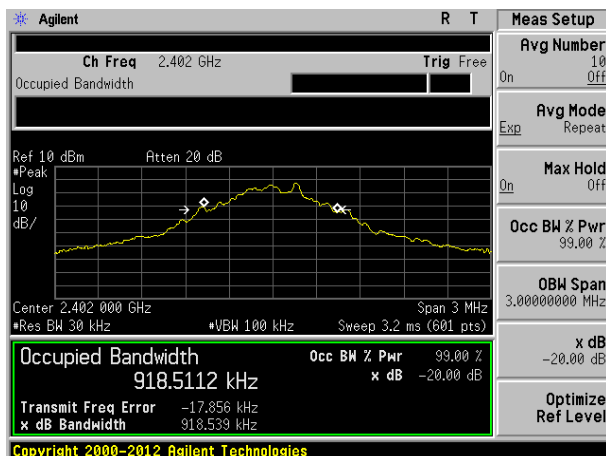 Agilent R T
Ch Freq 2.402 GHz Trig Free
Occupied Bandwidth
Ref 10 dBm Atten 20 dB
#Peak
Log
10
dB/
Center 2.402 000 GHz Span 3 MHz
#Res BW 30 kHz #VBW 100 kHz Sweep 3.2 ms (601 pts)
Occupied Bandwidth Occ BW % Pwr 99.00 %
918.5112 kHz x dB -20.00 dB
Transmit Freq Error -17.856 kHz
x dB Bandwidth 918.539 kHz
Copyright 2000-2012 Agilent Technologies
Meas Setup
Avg Number
10
On Off
Avg Mode
Exp Repeat
Max Hold
On Off
Occ BW % Pwr
99.00 %
OBW Span
3.00000000 MHz
x dB
-20.00 dB
Optimize
Ref Level